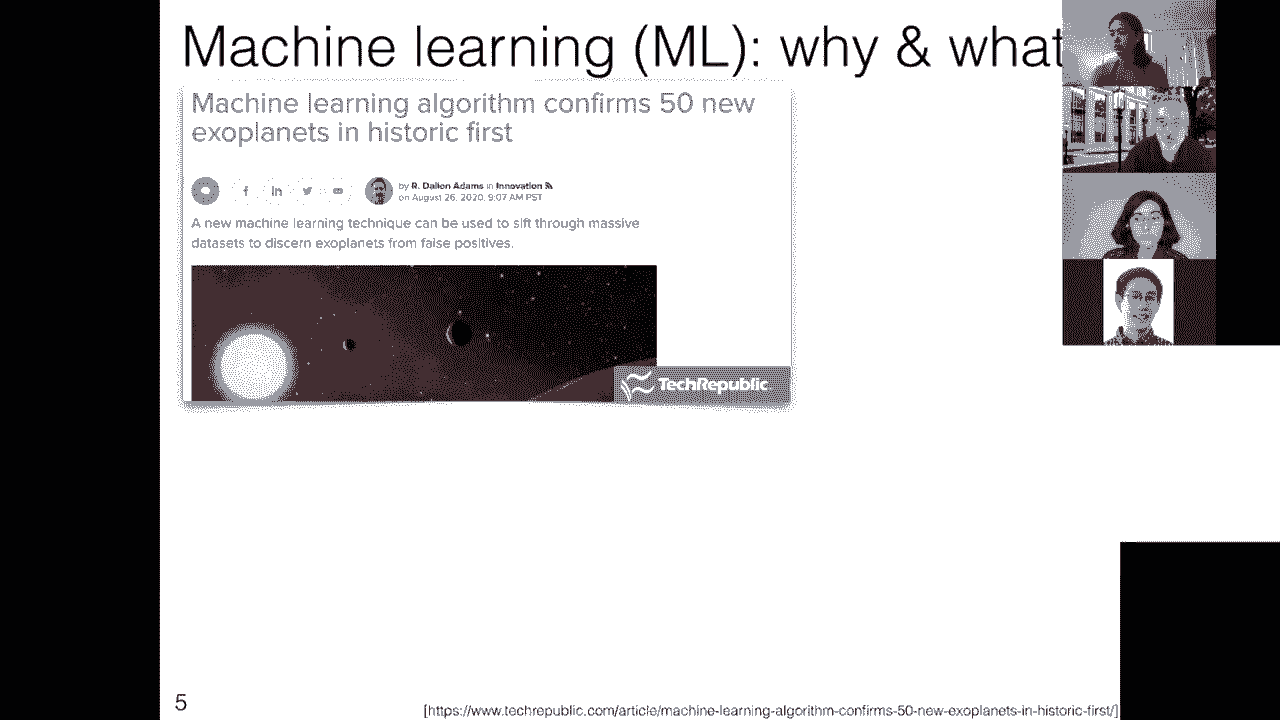 Machine learning (ML): why & what
Machine learning algorithm confirms 50 new
exoplanets in historic first
by R. Dallon Adams in Innovation
on August 26, 2020, 9:07 AM PST
A new machine learning technique can be used to sift through massive
datasets to discern exoplanets from false positives.
TechRepublic
5
[https://www.techrepublic.com/article/machine-learning-algorithm-confirms-50-new-exoplanets-in-historic-first/]